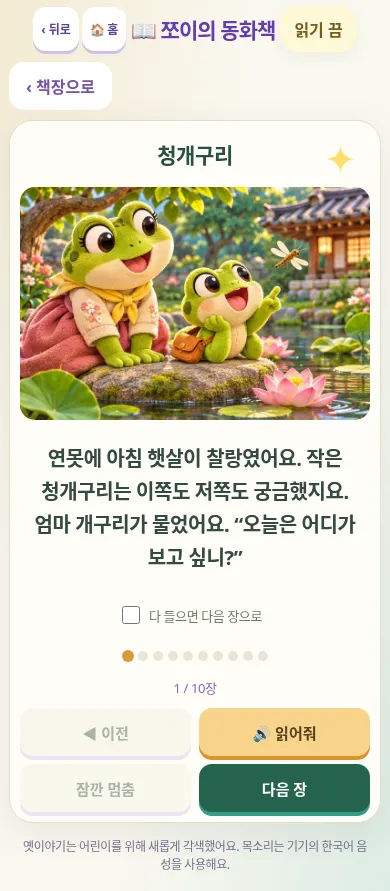 ‹ 뒤로 🏠 홈 📖 쪼이의 동화책 읽기 끔
‹ 책장으로
청개구리
연못에 아침 햇살이 찰랑였어요. 작은
청개구리는 이쪽도 저쪽도 궁금했지요.
엄마 개구리가 물었어요. “오늘은 어디가
보고 싶니?”
다 들으면 다음 장으로
1 / 10장
◀ 이전 🔊 읽어줘
잠깐 멈춤 다음 장
옛이야기는 어린이를 위해 새롭게 각색했어요. 목소리는 기기의 한국어 음
성을 사용해요.